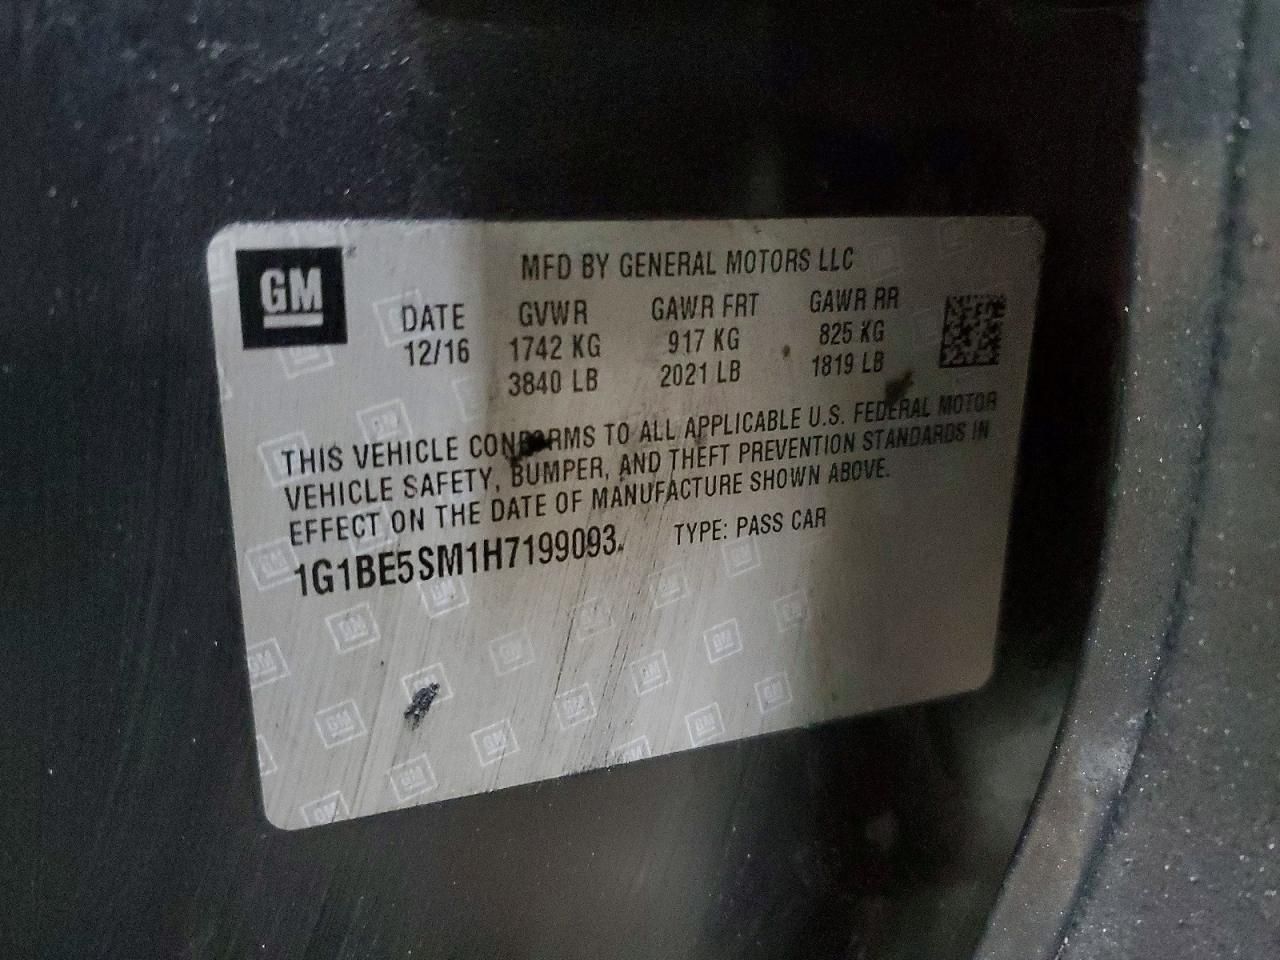 GM
MFD BY GENERAL MOTORS LLC
DATE GVWR GAWR FRT GAWR RR
12/16 1742 KG 917 KG 825 KG
3840 LB 2021 LB 1819 LB
THIS VEHICLE CONFORMS TO ALL APPLICABLE U.S. FEDERAL MOTOR
VEHICLE SAFETY, BUMPER, AND THEFT PREVENTION STANDARDS IN
EFFECT ON THE DATE OF MANUFACTURE SHOWN ABOVE.
1G1BE5SM1H7199093. TYPE: PASS CAR